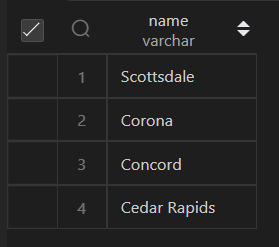 name
varchar
1 Scottsdale
2 Corona
3 Concord
4 Cedar Rapids